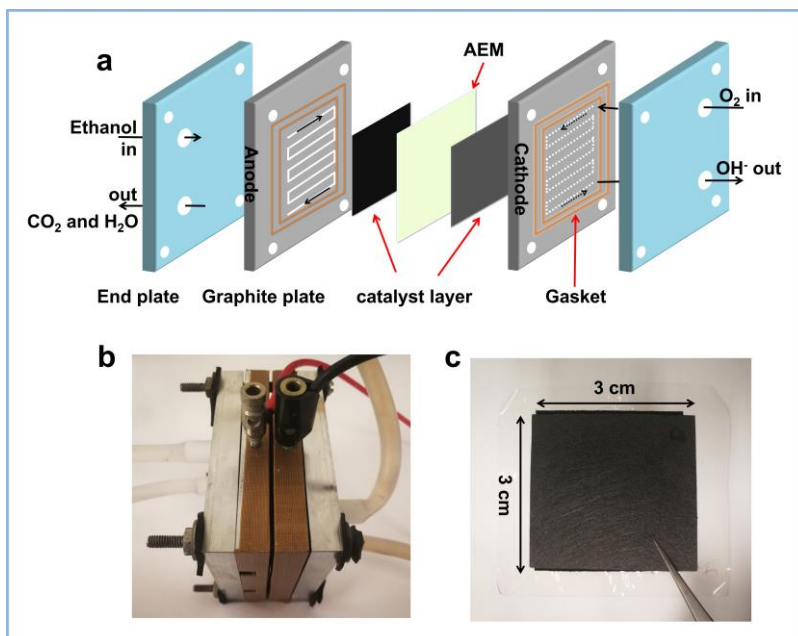 a
AEM
Ethanol
in
out
CO₂ and H₂O
Anode
Cathode
O₂ in
OH⁻ out
End plate
Graphite plate
catalyst layer
Gasket
b
c
3 cm
3 cm